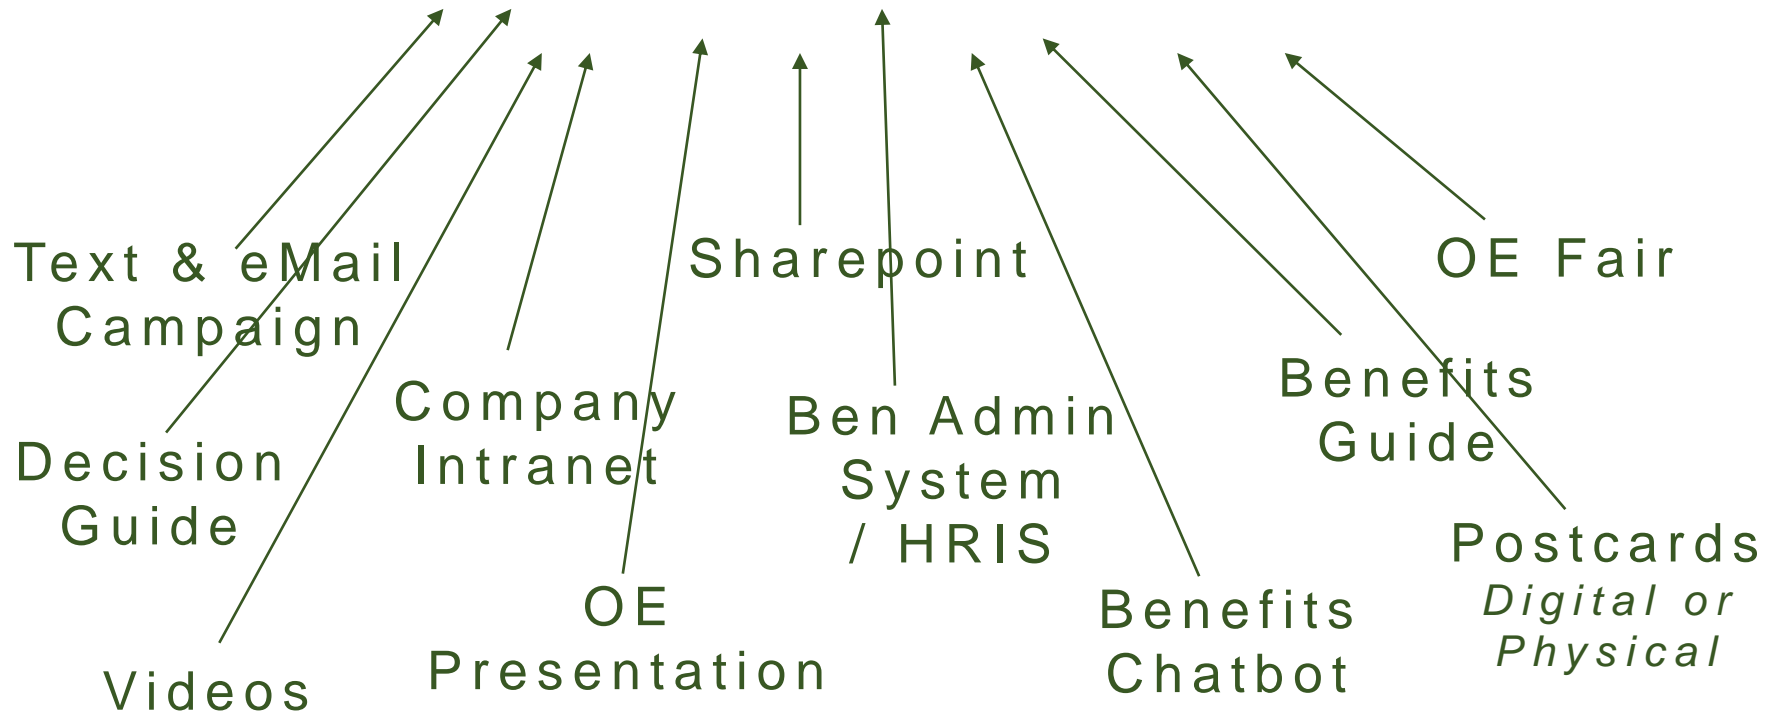 Text & eMail
Campaign
Sharepoint
OE Fair
Decision
Guide
Company
Intranet
Ben Admin
System
/ HRIS
Benefits
Guide
Videos
OE
Presentation
Benefits
Chatbot
Postcards
Digital or
Physical